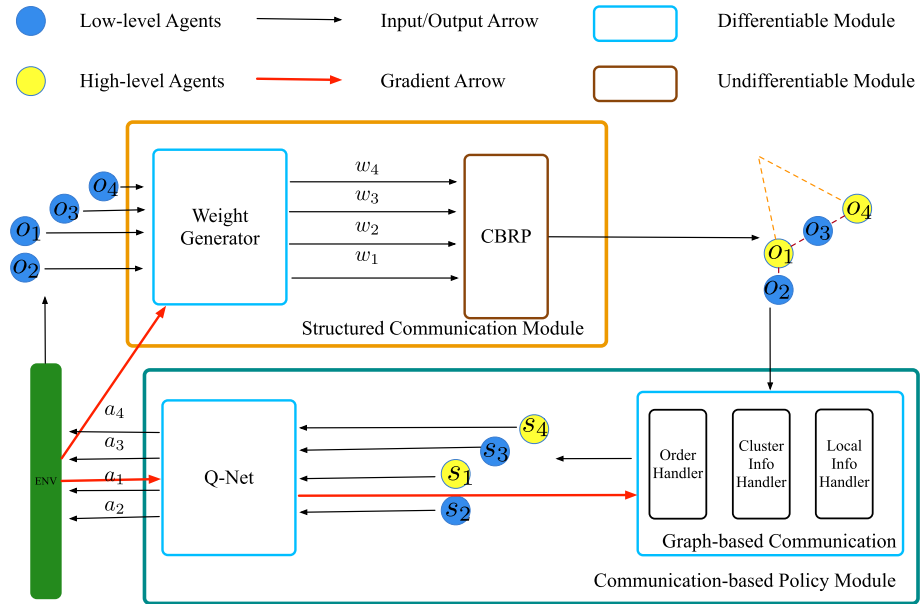 Low-level Agents
Input/Output Arrow
Differentiable Module
High-level Agents
Gradient Arrow
Undifferentiable Module
o₄
o₃
o₁
o₂
Weight
Generator
w₄
w₃
w₂
w₁
CBRP
Structured Communication Module
o₄
o₃
o₁
o₂
ENV
a₄
a₃
a₁
a₂
Q-Net
s₄
s₃
s₁
s₂
Order
Handler
Cluster
Info
Handler
Local
Info
Handler
Graph-based Communication
Communication-based Policy Module